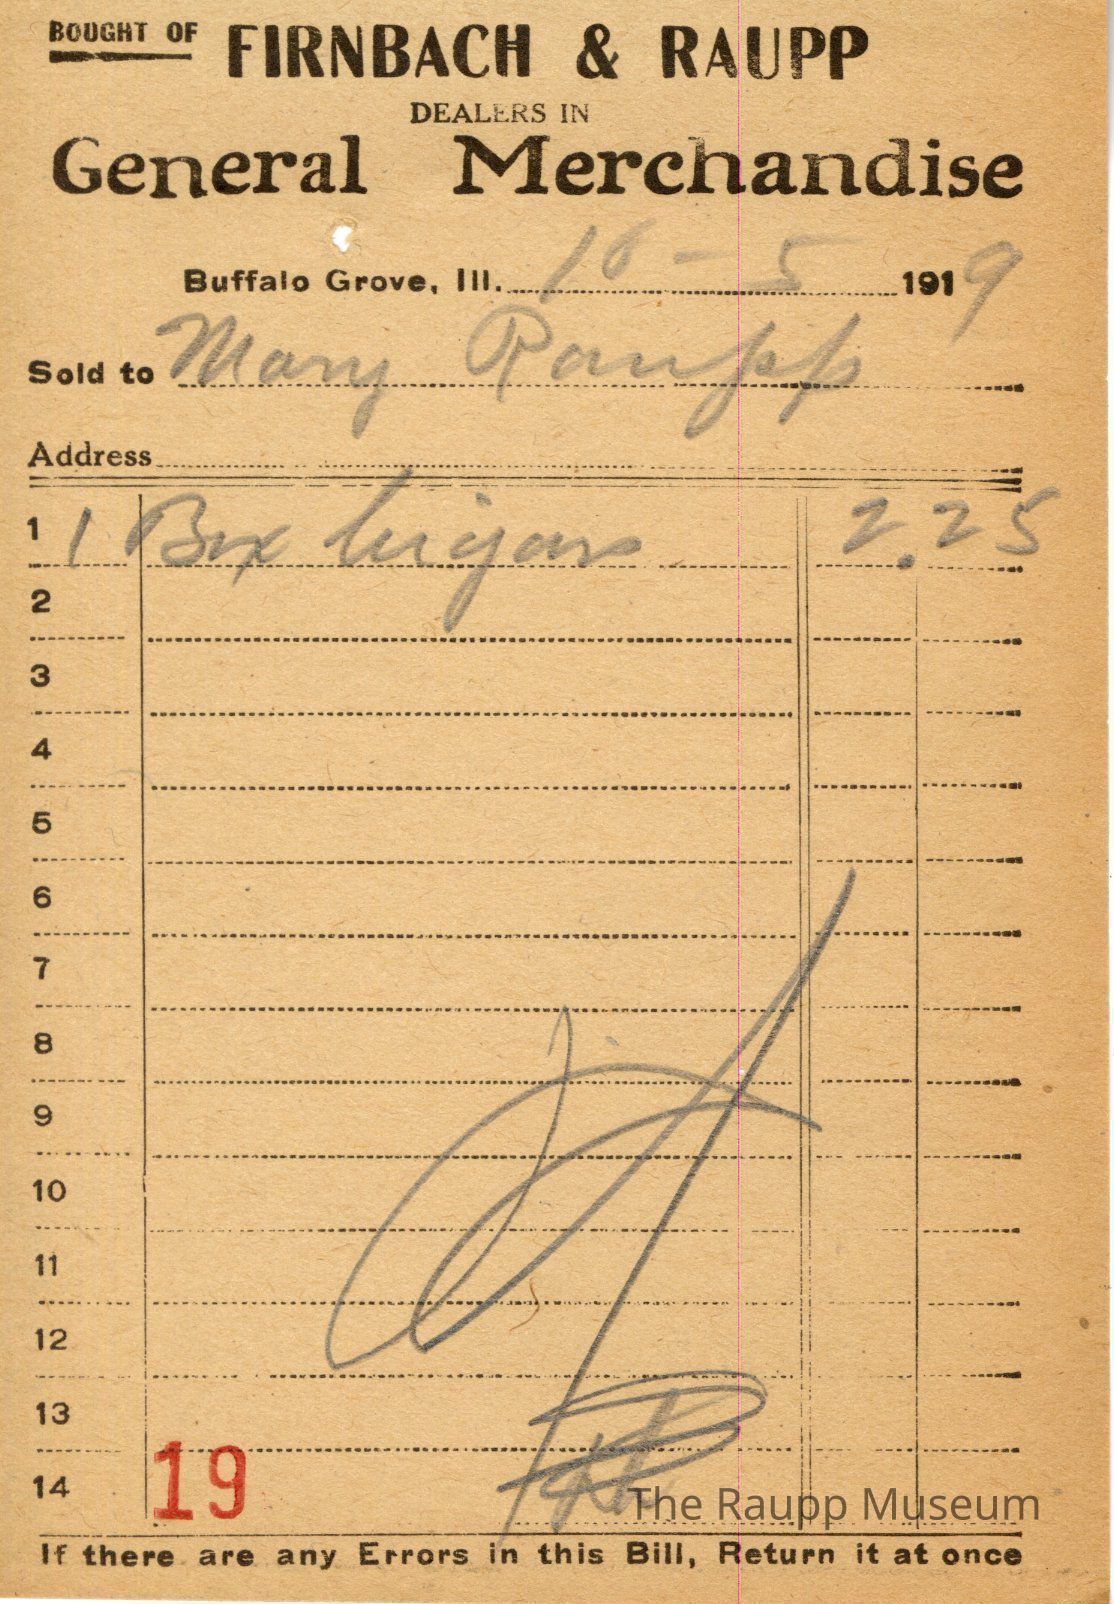 BOUGHT OF FIRNBACH & RAUPP
DEALERS IN
General Merchandise
Buffalo Grove, Ill. 10 - 5 1919
Sold to Mary Raupp
Address
1 1 Box Cigars 2.25
2
3
4
5
6
7
8
9
10
11
12
13
14
19
The Raupp Museum
If there are any Errors in this Bill, Return it at once